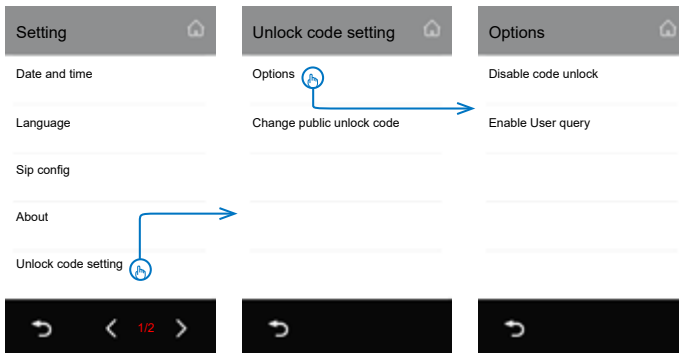 Setting
Date and time
Language
Sip config
About
Unlock code setting
1/2
Unlock code setting
Options
Change public unlock code
Options
Disable code unlock
Enable User query